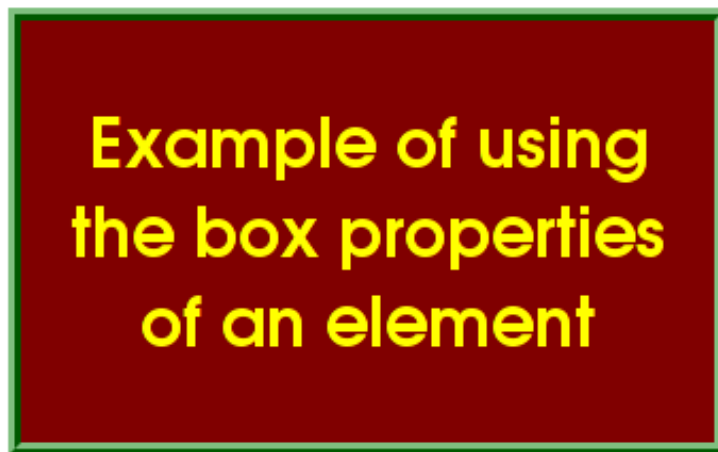 Example of using
the box properties
of an element